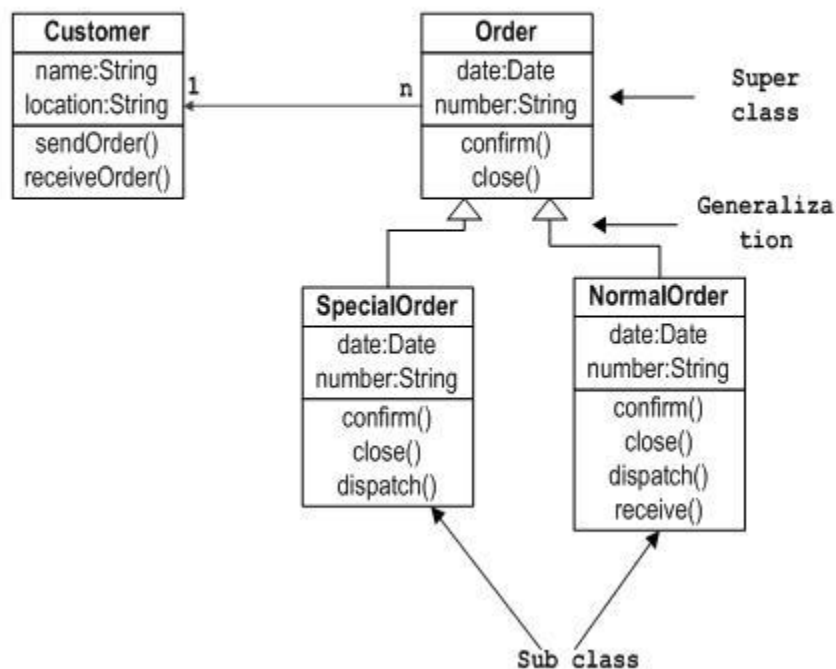 Customer
name:String
location:String
sendOrder()
receiveOrder()
1
n
Order
date:Date
number:String
confirm()
close()
Super
class
Generaliza
tion
SpecialOrder
date:Date
number:String
confirm()
close()
dispatch()
NormalOrder
date:Date
number:String
confirm()
close()
dispatch()
receive()
Sub class